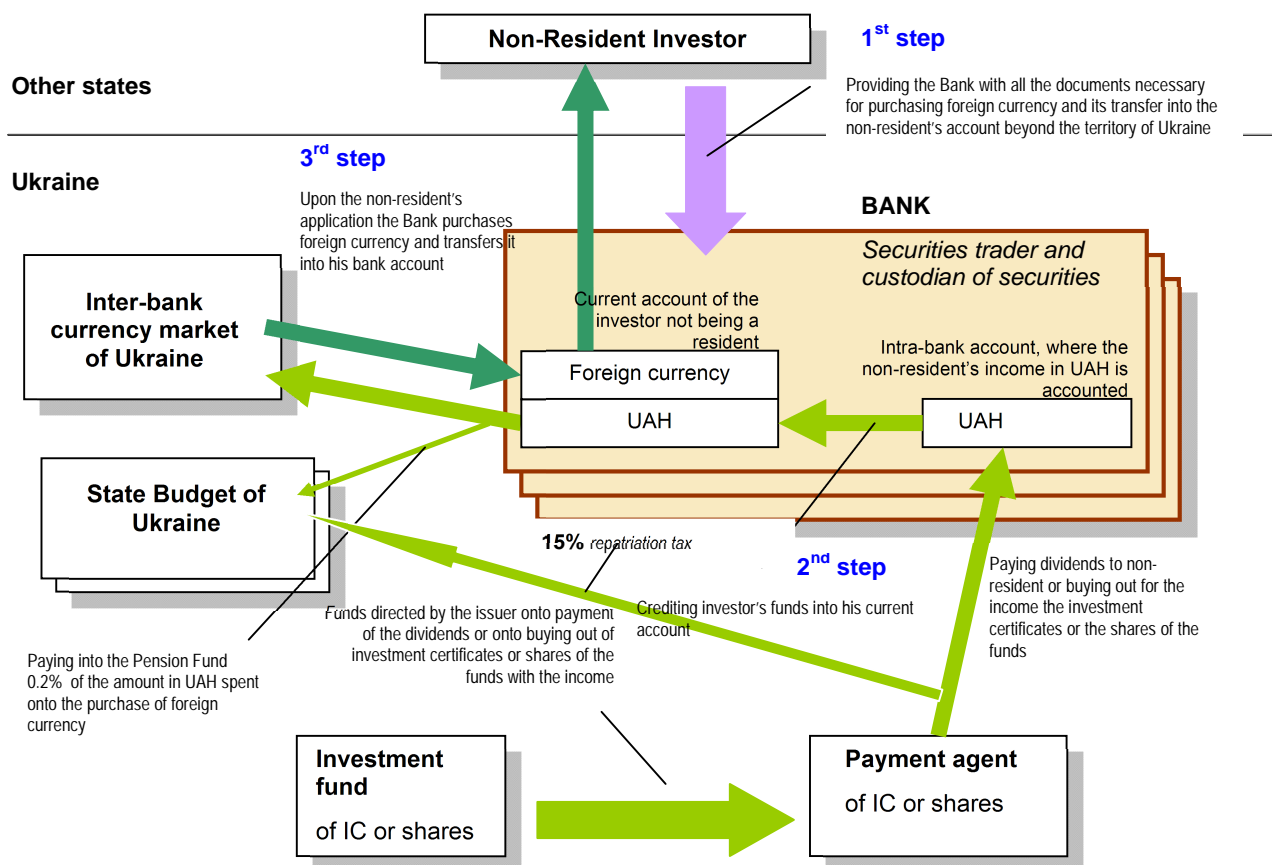 Non-Resident Investor
1st step
Other states
Providing the Bank with all the documents necessary
for purchasing foreign currency and its transfer into the
non-resident's account beyond the territory of Ukraine
3rd step
Ukraine
Upon the non-resident's
application the Bank purchases
foreign currency and transfers it
into his bank account
BANK
Securities trader and
custodian of securities
Inter-bank
currency market
of Ukraine
Current account of the
investor not being a
resident
Foreign currency
UAH
Intra-bank account, where the
non-resident's income in UAH is
accounted
UAH
State Budget of
Ukraine
15% repatriation tax
2nd step
Crediting investor's funds into his current
account
Paying dividends to non-
resident or buying out for the
income the investment
certificates or the shares of the
funds
Funds directed by the issuer onto payment
of the dividends or onto buying out of
investment certificates or shares of the
funds with the income
Paying into the Pension Fund
0.2% of the amount in UAH spent
onto the purchase of foreign
currency
Investment
fund
of IC or shares
Payment agent
of IC or shares